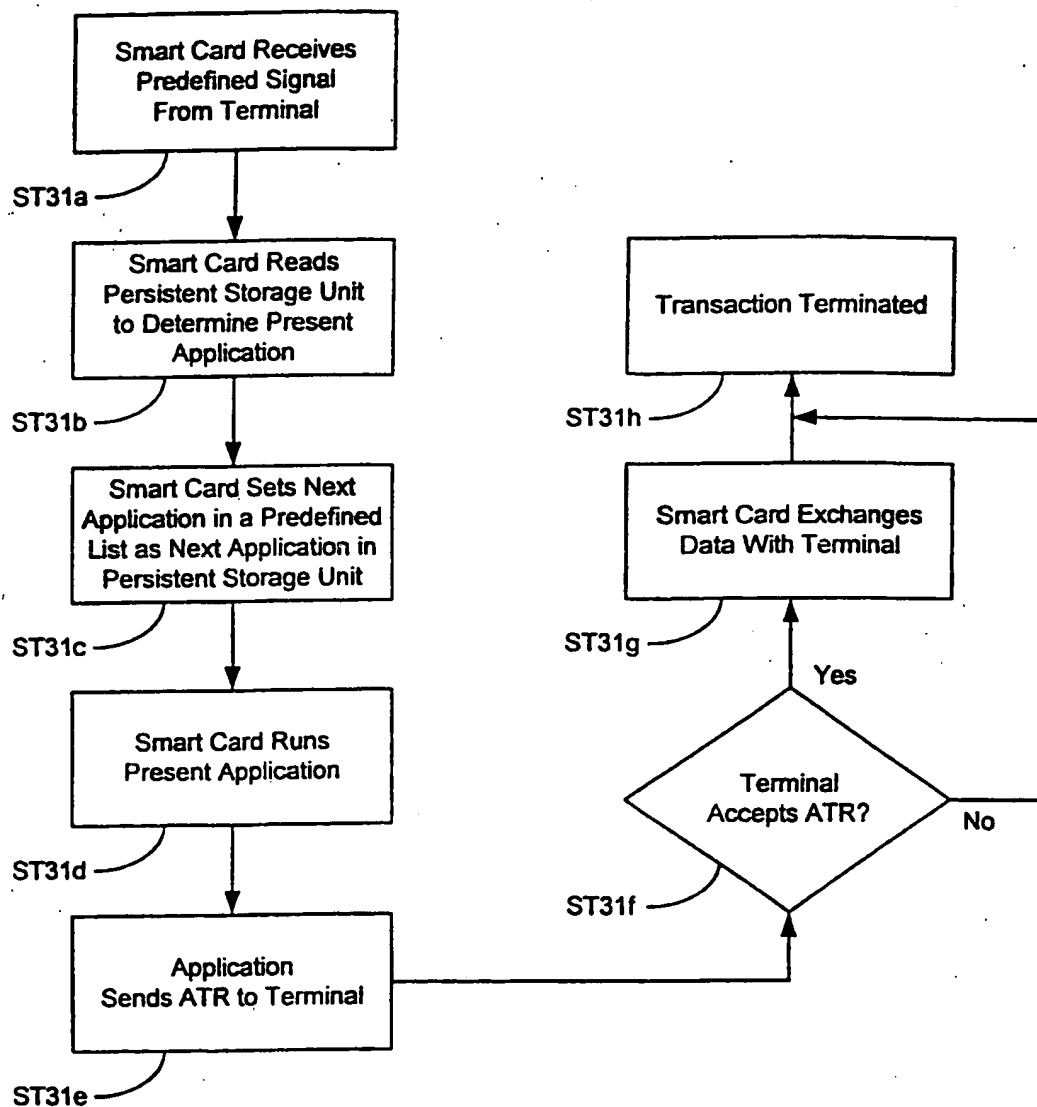 Smart Card Receives
Predefined Signal
From Terminal
ST31a
Smart Card Reads
Persistent Storage Unit
to Determine Present
Application
ST31b
Smart Card Sets Next
Application in a Predefined
List as Next Application in
Persistent Storage Unit
ST31c
Smart Card Runs
Present Application
ST31d
Application
Sends ATR to Terminal
ST31e
Terminal
Accepts ATR?
ST31f
Yes
No
Smart Card Exchanges
Data With Terminal
ST31g
Transaction Terminated
ST31h